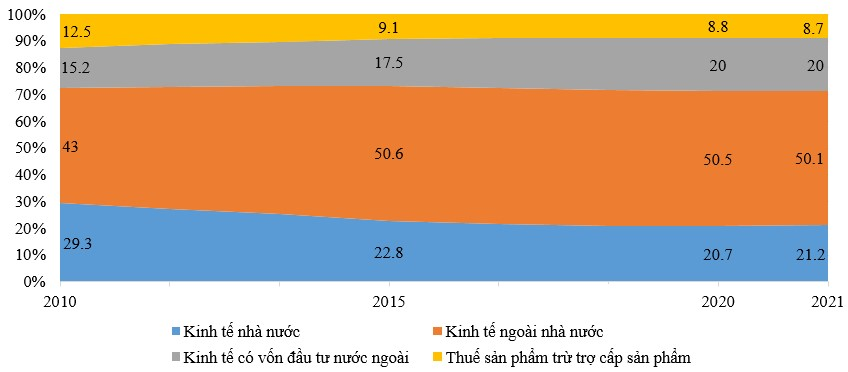 100%
90%
80%
70%
60%
50%
40%
30%
20%
10%
0%
12.5 9.1 8.8 8.7
15.2 17.5 20 20
43 50.6 50.5 50.1
29.3 22.8 20.7 21.2
2010 2015 2020 2021
Kinh tế nhà nước Kinh tế ngoài nhà nước
Kinh tế có vốn đầu tư nước ngoài Thuế sản phẩm trừ trợ cấp sản phẩm